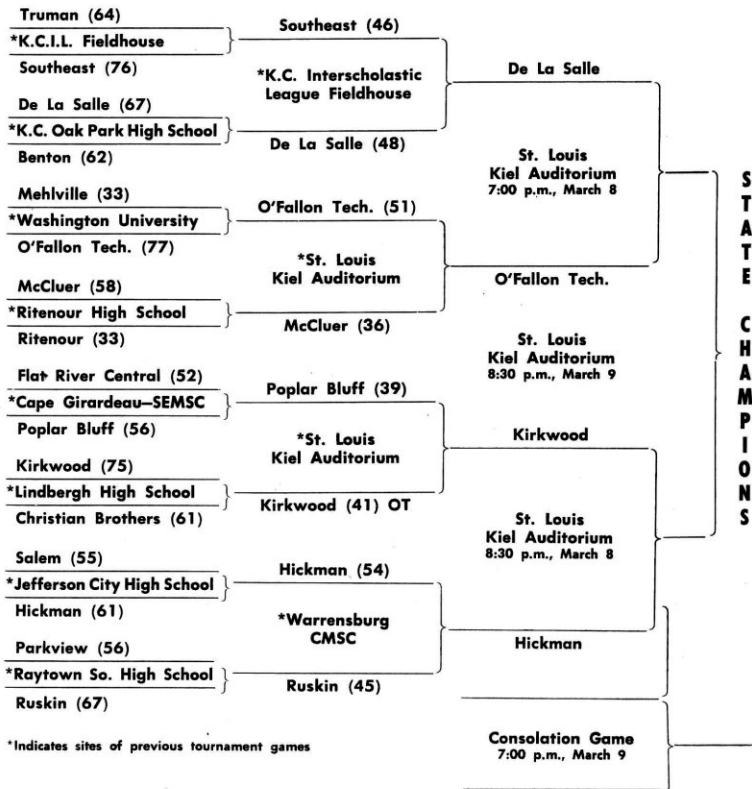 Truman (64)
*K.C.I.L. Fieldhouse
Southeast (76)
De La Salle (67)
*K.C. Oak Park High School
Benton (62)
Mehlville (33)
*Washington University
O'Fallon Tech. (77)
McCluer (58)
*Ritenour High School
Ritenour (33)
Flat River Central (52)
*Cape Girardeau—SEMSC
Poplar Bluff (56)
Kirkwood (75)
*Lindbergh High School
Christian Brothers (61)
Salem (55)
*Jefferson City High School
Hickman (61)
Parkview (56)
*Raytown So. High School
Ruskin (67)
*Indicates sites of previous tournament games
Southeast (46)
*K.C. Interscholastic
League Fieldhouse
De La Salle (48)
O'Fallon Tech. (51)
*St. Louis
Kiel Auditorium
McCluer (36)
Poplar Bluff (39)
*St. Louis
Kiel Auditorium
Kirkwood (41) OT
Hickman (54)
*Warrensburg
CMSC
Ruskin (45)
De La Salle
St. Louis
Kiel Auditorium
7:00 p.m., March 8
O'Fallon Tech.
St. Louis
Kiel Auditorium
8:30 p.m., March 9
Kirkwood
St. Louis
Kiel Auditorium
8:30 p.m., March 8
Hickman
Consolation Game
7:00 p.m., March 9
STATE CHAMPIONS